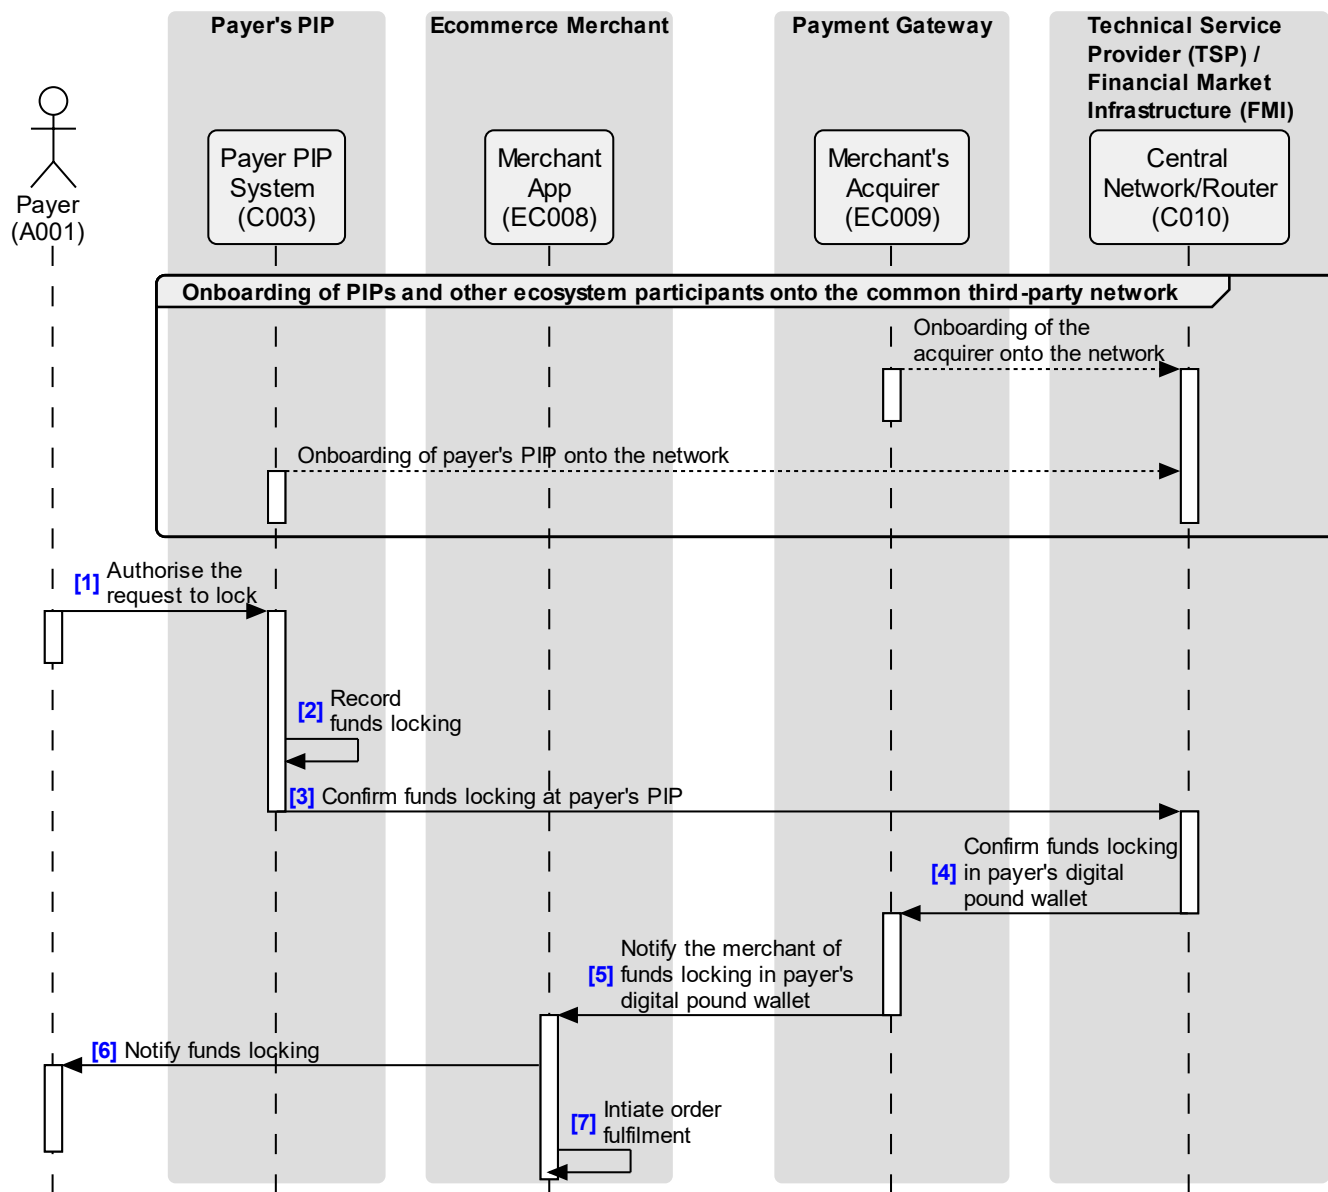 Payer's PIP
Ecommerce Merchant
Payment Gateway
Technical Service
Provider (TSP) /
Financial Market
Infrastructure (FMI)
Payer
(A001)
Payer PIP
System
(C003)
Merchant
App
(EC008)
Merchant's
Acquirer
(EC009)
Central
Network/Router
(C010)
Onboarding of PIPs and other ecosystem participants onto the common third-party network
Onboarding of the
acquirer onto the network
Onboarding of payer's PIP onto the network
[1] Authorise the
request to lock
[2] Record
funds locking
[3] Confirm funds locking at payer's PIP
Confirm funds locking
[4] in payer's digital
pound wallet
Notify the merchant of
[5] funds locking in payer's
digital pound wallet
[6] Notify funds locking
[7] Intiate order
fulfilment